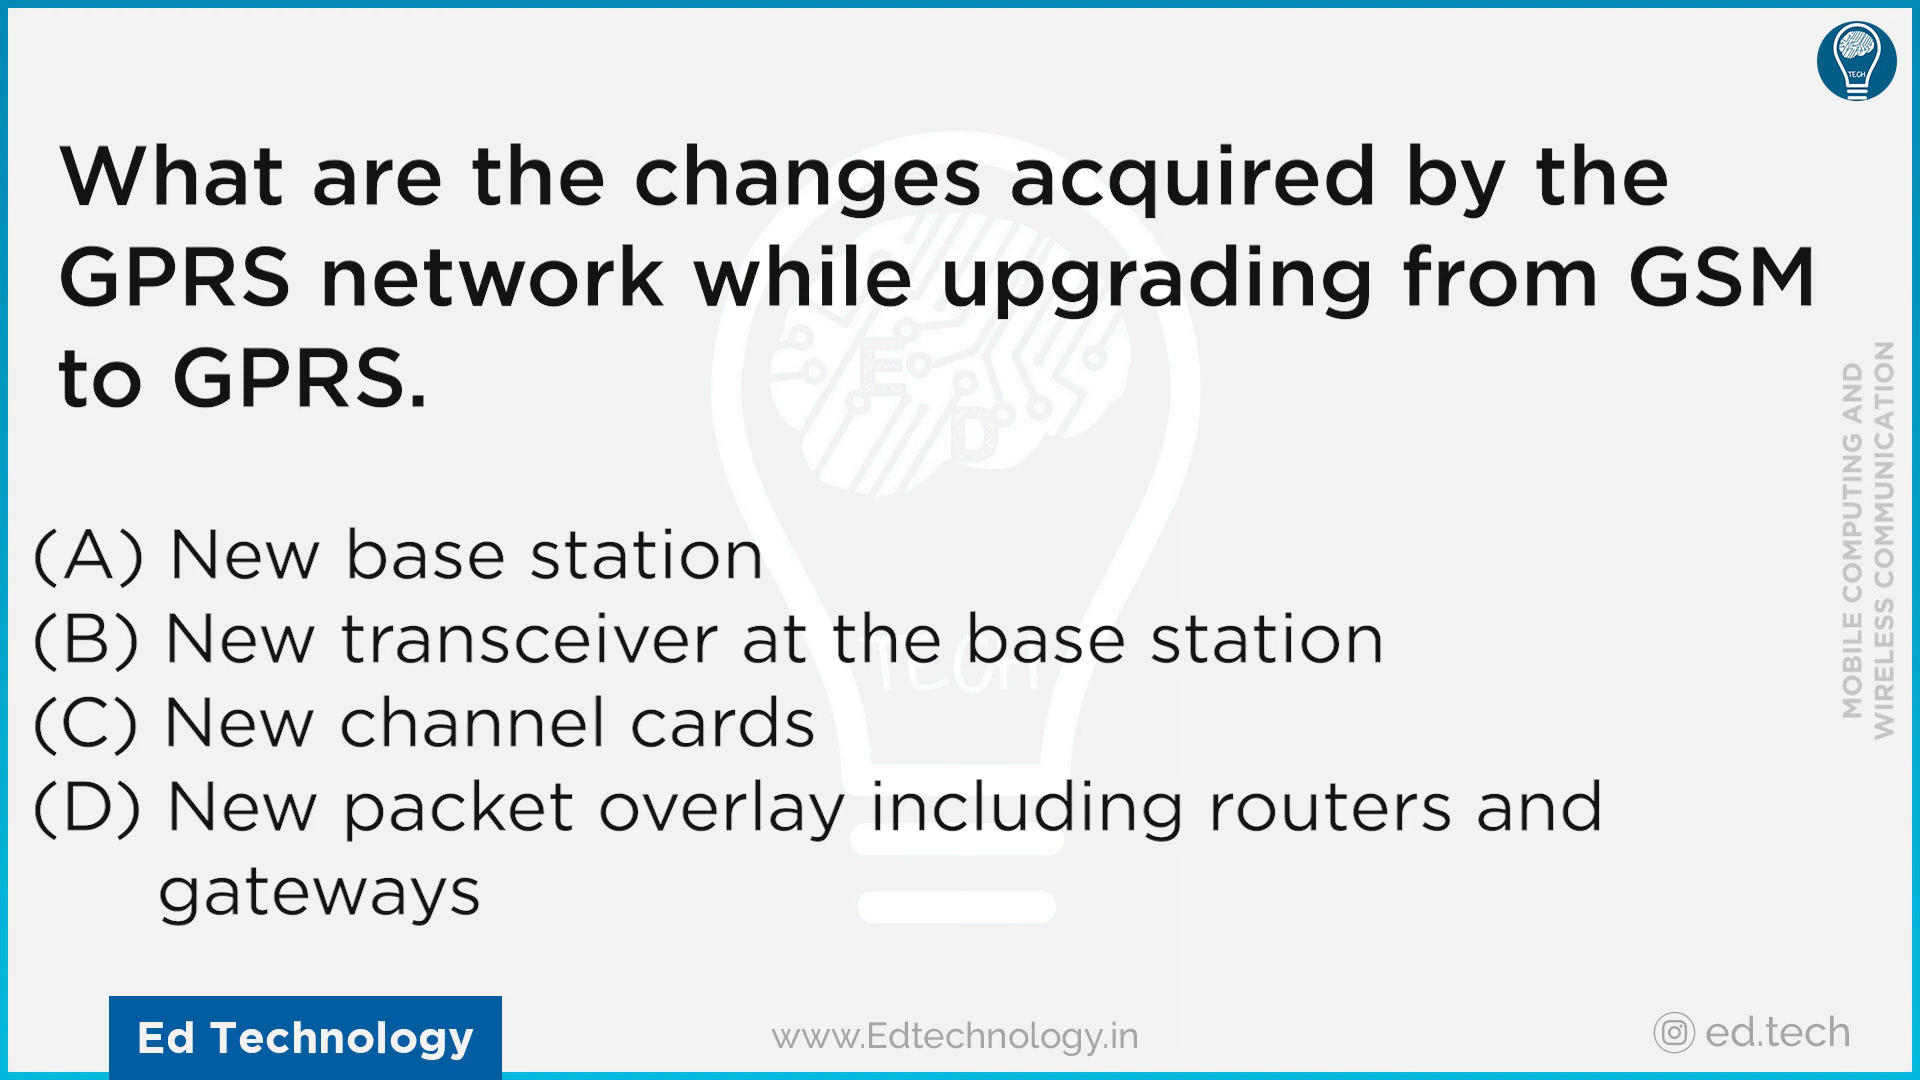 TECH
What are the changes acquired by the
GPRS network while upgrading from GSM
to GPRS.
E
D
TECH
(A) New base station
(B) New transceiver at the base station
(C) New channel cards
(D) New packet overlay including routers and
gateways
MOBILE COMPUTING AND
WIRELESS COMMUNICATION
Ed Technology
www.Edtechnology.in
ed.tech